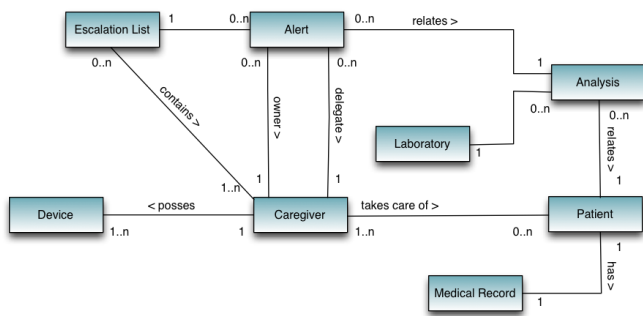 Escalation List
1
0..n
Alert
0..n
relates >
0..n
0..n
0..n
1
Analysis
contains >
owner >
delegate >
0..n
0..n
Laboratory
1
relates >
1..n
1
1
1
Device
< posses
Caregiver
takes care of >
Patient
1..n
1
1..n
0..n
1
has >
Medical Record
1